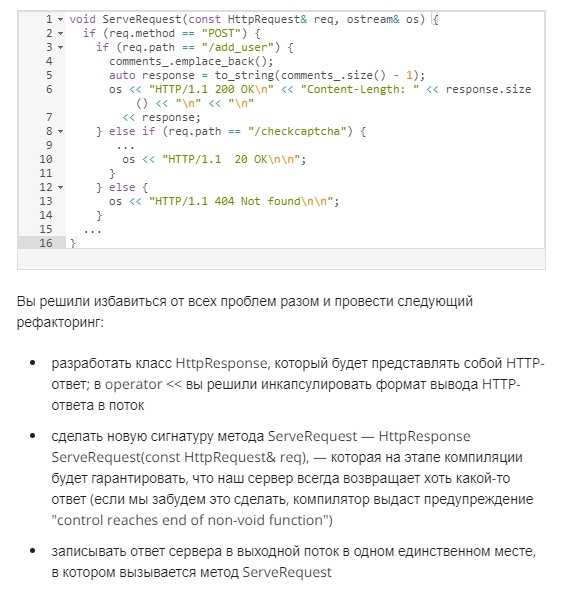 1 void ServeRequest(const HttpRequest& req, ostream& os) {
2 if (req.method == "POST") {
3 if (req.path == "/add_user") {
4 comments_.emplace_back();
5 auto response = to_string(comments_.size() - 1);
6 os << "HTTP/1.1 200 OK\n" << "Content-Length: " << response.size
() << "\n" << "\n"
7 << response;
8 } else if (req.path == "/checkcaptcha") {
9 ...
10 os << "HTTP/1.1  20 OK\n\n";
11 }
12 } else {
13 os << "HTTP/1.1 404 Not found\n\n";
14 }
15 ...
16 }
Вы решили избавиться от всех проблем разом и провести следующий
рефакторинг:
• разработать класс HttpResponse, который будет представлять собой HTTP-
ответ; в operator << вы решили инкапсулировать формат вывода HTTP-
ответа в поток
• сделать новую сигнатуру метода ServeRequest — HttpResponse
ServeRequest(const HttpRequest& req), — которая на этапе компиляции
будет гарантировать, что наш сервер всегда возвращает хоть какой-то
ответ (если мы забудем это сделать, компилятор выдаст предупреждение
"control reaches end of non-void function")
• записывать ответ сервера в выходной поток в одном единственном месте,
в котором вызывается метод ServeRequest